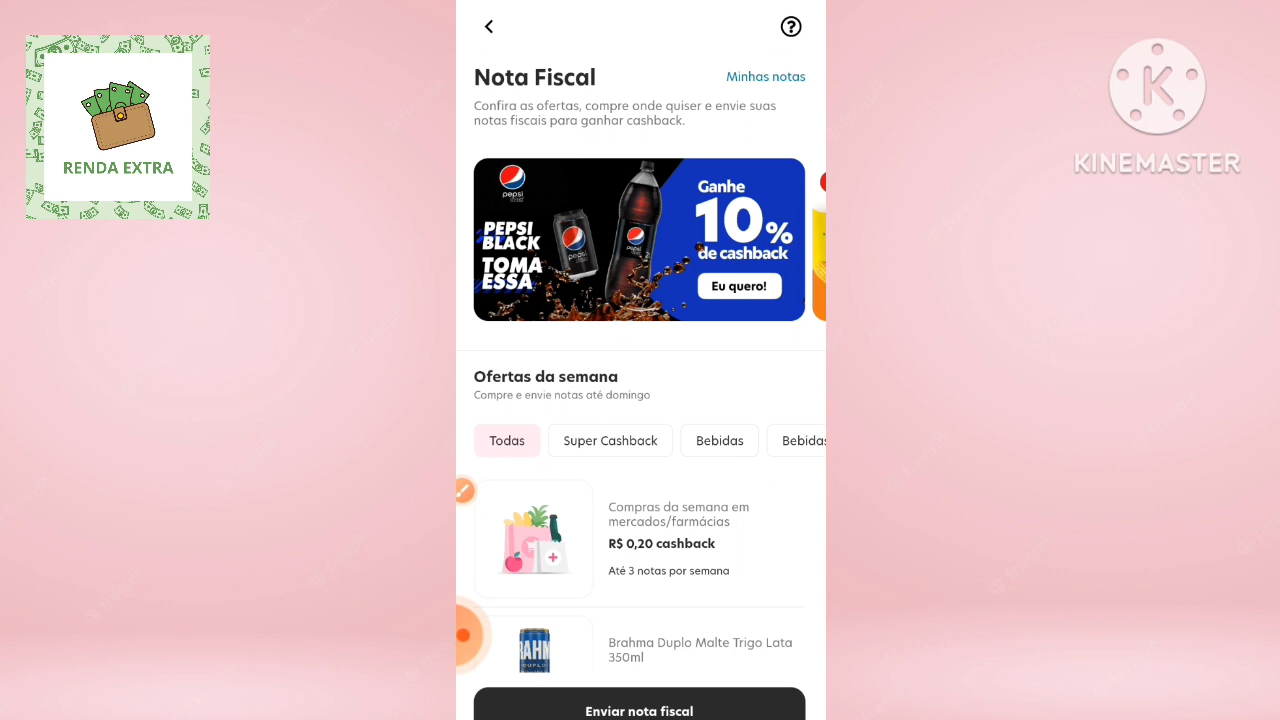 RENDA EXTRA
KINEMASTER
Nota Fiscal
Minhas notas
Confira as ofertas, compre onde quiser e envie suas
notas fiscais para ganhar cashback.
pepsi
PEPSI
BLACK
TOMA
ESSA
pepsi
pepsi
Ganhe
10%
de cashback
Eu quero!
Ofertas da semana
Compre e envie notas até domingo
Todas
Super Cashback
Bebidas
Bebidas
Compras da semana em
mercados/farmácias
R$ 0,20 cashback
Até 3 notas por semana
Brahma Duplo Malte Trigo Lata
350ml
Enviar nota fiscal